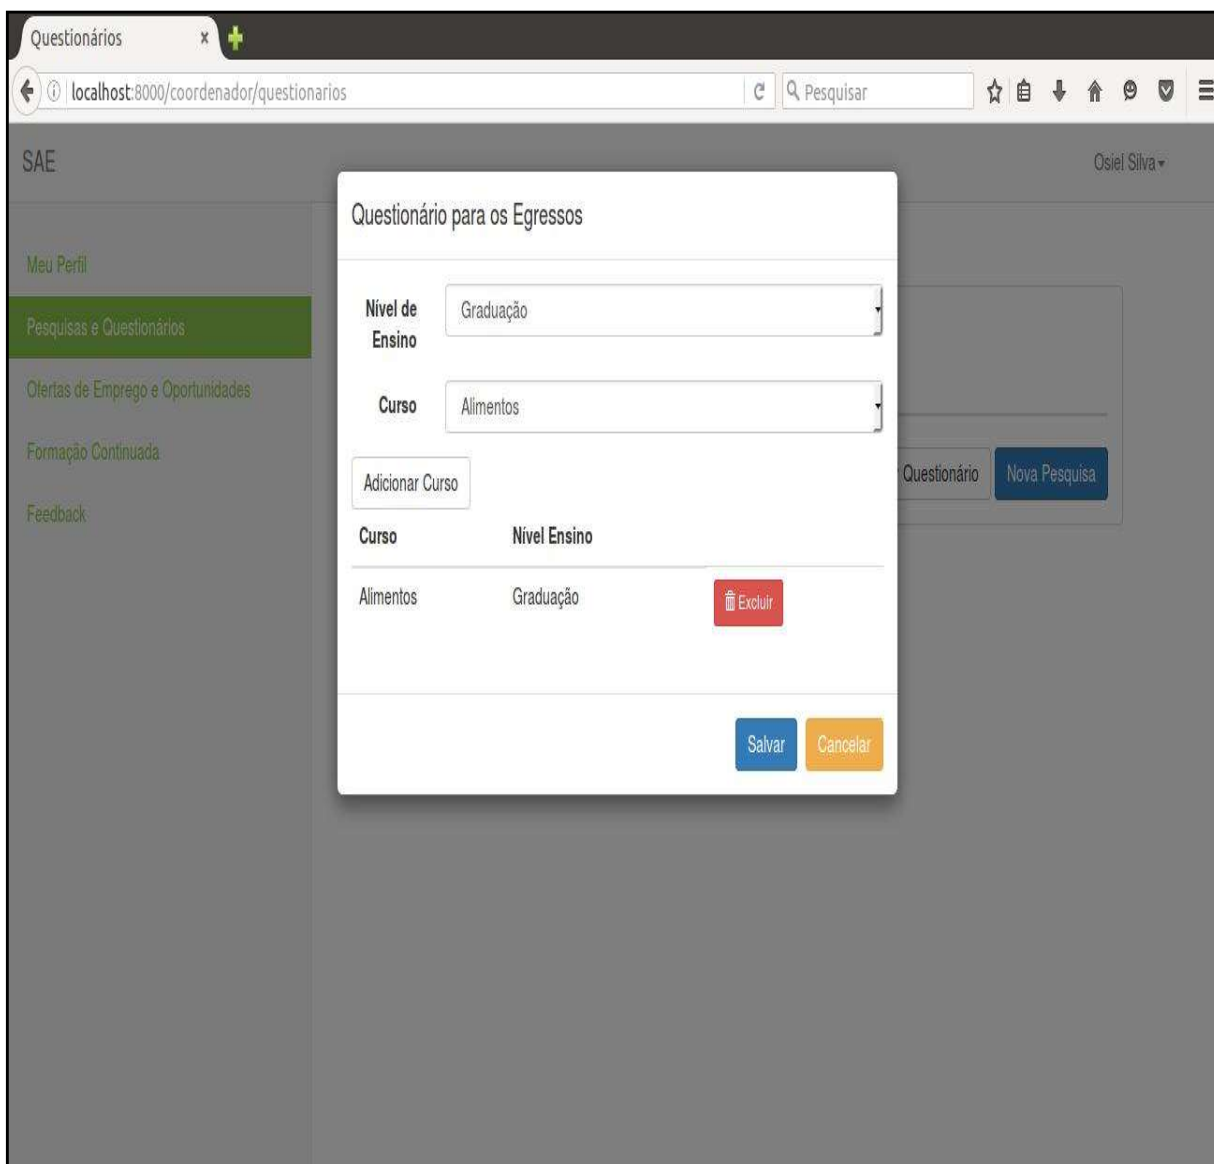 Questionários
localhost:8000/coordenador/questionarios
Pesquisar
SAE
Osiel Silva
Meu Perfil
Pesquisas e Questionários
Ofertas de Emprego e Oportunidades
Formação Continuada
Feedback
Questionário para os Egressos
Nível de
Ensino
Graduação
Curso
Alimentos
Adicionar Curso
Curso Nível Ensino
Alimentos Graduação Excluir
Salvar Cancelar
Questionário Nova Pesquisa